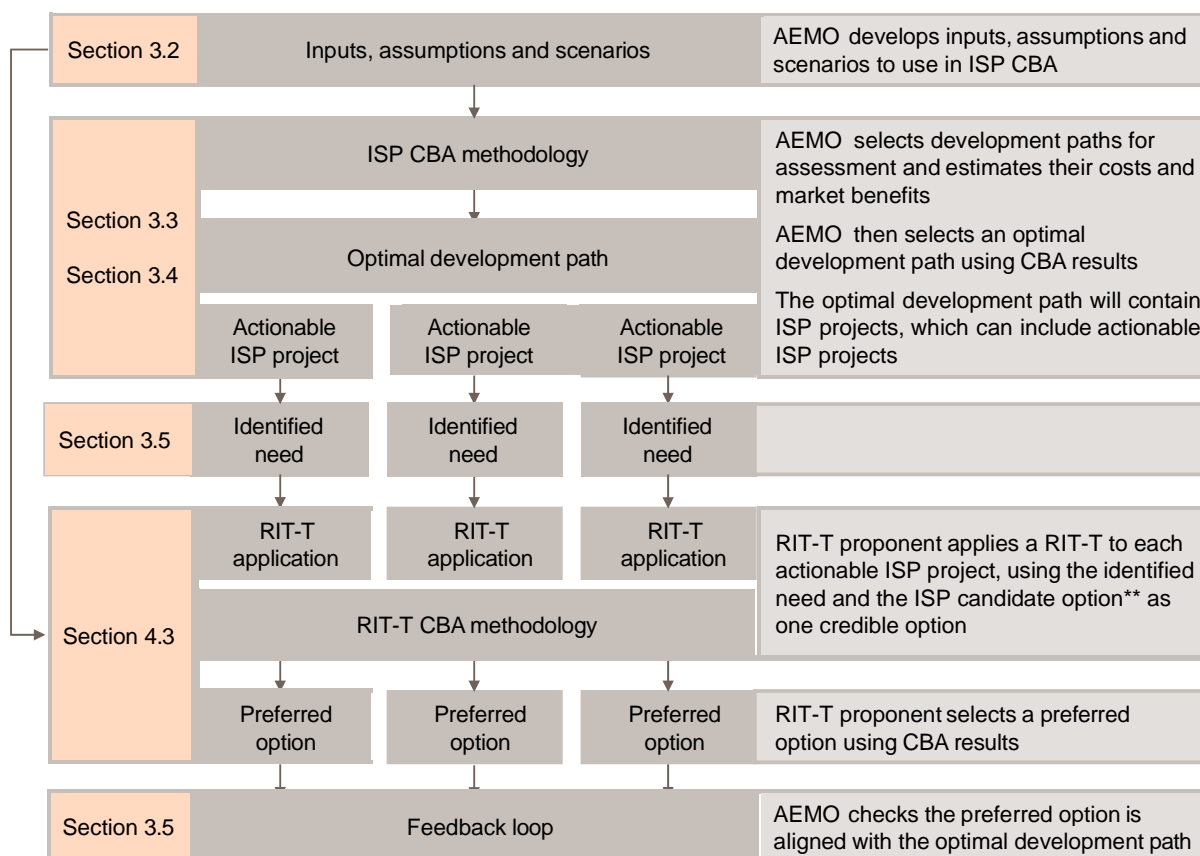 Section 3.2
Inputs, assumptions and scenarios
AEMO develops inputs, assumptions and
scenarios to use in ISP CBA
Section 3.3
Section 3.4
ISP CBA methodology
Optimal development path
Actionable
ISP project
Actionable
ISP project
Actionable
ISP project
AEMO selects development paths for
assessment and estimates their costs and
market benefits
AEMO then selects an optimal
development path using CBA results
The optimal development path will contain
ISP projects, which can include actionable
ISP projects
Section 3.5
Identified
need
Identified
need
Identified
need
Section 4.3
RIT-T
application
RIT-T
application
RIT-T
application
RIT-T CBA methodology
RIT-T proponent applies a RIT-T to each
actionable ISP project, using the identified
need and the ISP candidate option** as
one credible option
Preferred
option
Preferred
option
Preferred
option
RIT-T proponent selects a preferred
option using CBA results
Section 3.5
Feedback loop
AEMO checks the preferred option is
aligned with the optimal development path